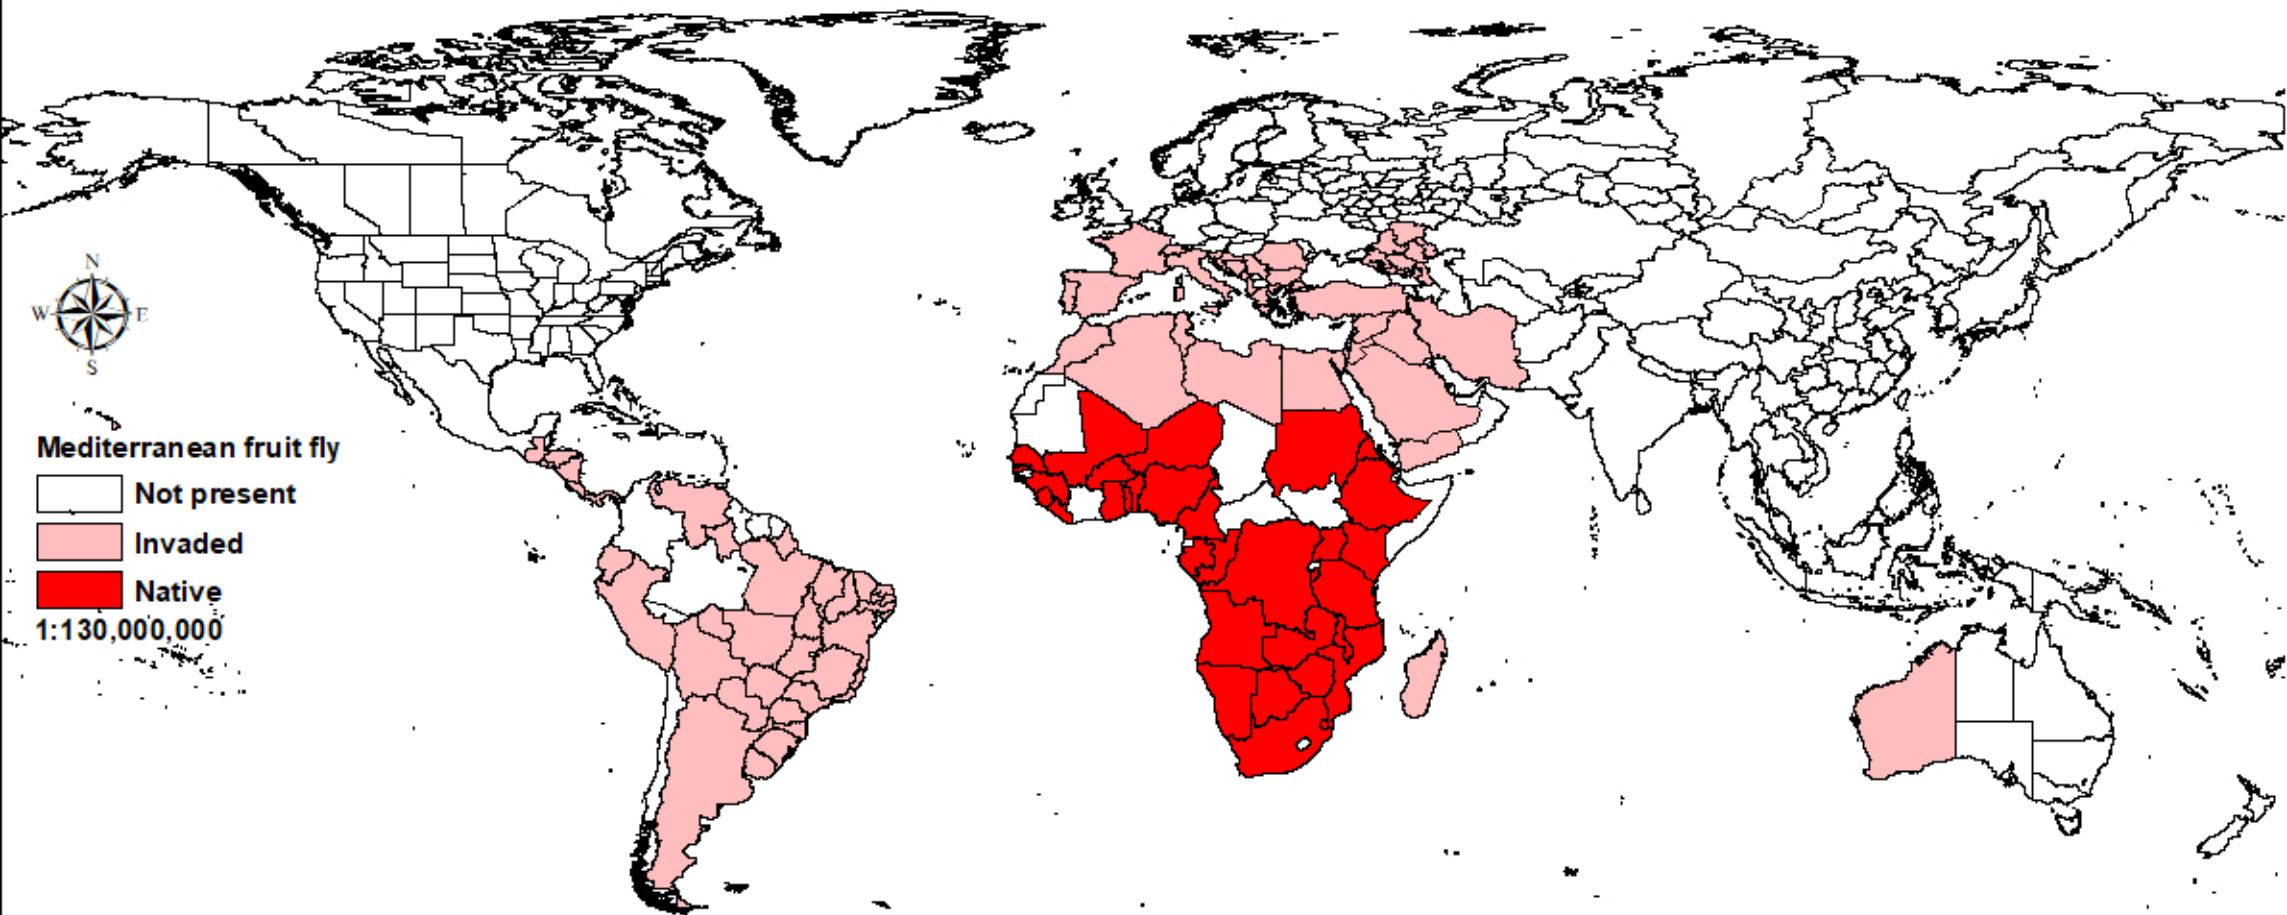 N
W E
S
Mediterranean fruit fly
Not present
Invaded
Native
1:130,000,000